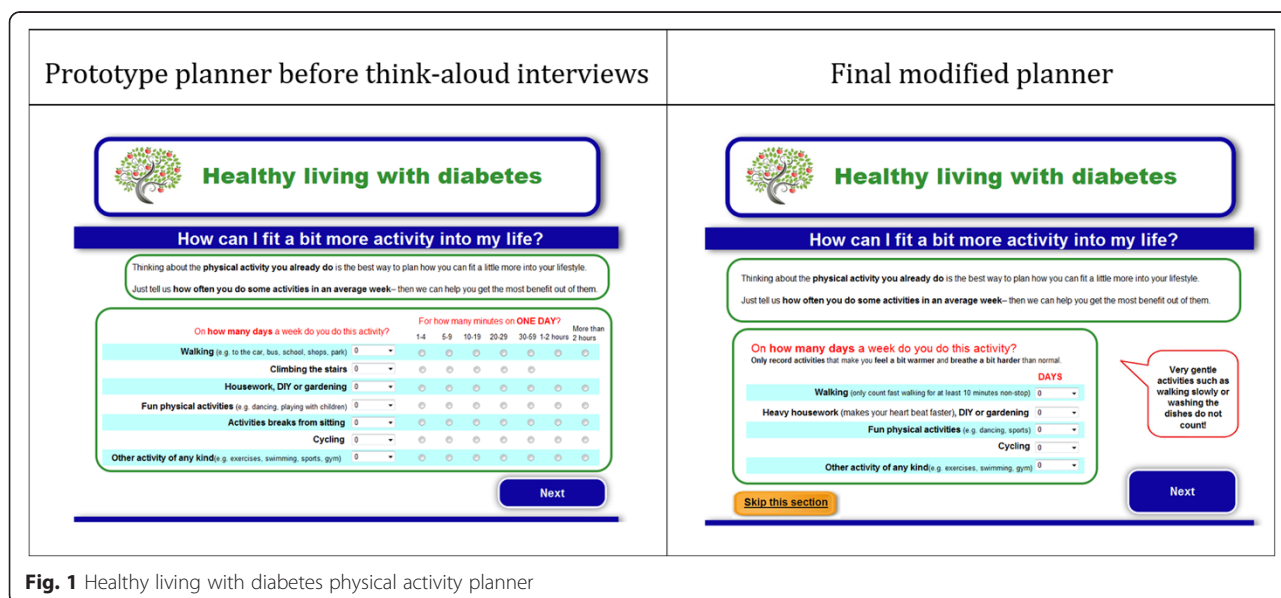 Prototype planner before think-aloud interviews
Healthy living with diabetes
How can I fit a bit more activity into my life?
Thinking about the physical activity you already do is the best way to plan how you can fit a little more into your lifestyle.
Just tell us how often you do some activities in an average week– then we can help you get the most benefit out of them.
For how many minutes on ONE DAY?
On how many days a week do you do this activity?
1-4 5-9 10-19 20-29 30-59 1-2 hours More than 2 hours
Walking (e.g. to the car, bus, school, shops, park) 0
Climbing the stairs 0
Housework, DIY or gardening 0
Fun physical activities (e.g. dancing, playing with children) 0
Activities breaks from sitting 0
Cycling 0
Other activity of any kind(e.g. exercises, swimming, sports, gym) 0
Next
Final modified planner
Healthy living with diabetes
How can I fit a bit more activity into my life?
Thinking about the physical activity you already do is the best way to plan how you can fit a little more into your lifestyle.
Just tell us how often you do some activities in an average week– then we can help you get the most benefit out of them.
On how many days a week do you do this activity?
Only record activities that make you feel a bit warmer and breathe a bit harder than normal.
DAYS
Walking (only count fast walking for at least 10 minutes non-stop) 0
Heavy housework (makes your heart beat faster), DIY or gardening 0
Fun physical activities (e.g. dancing, sports) 0
Cycling 0
Other activity of any kind(e.g. exercises, swimming, gym) 0
Very gentle
activities such as
walking slowly or
washing the
dishes do not
count!
Skip this section
Next
Fig. 1 Healthy living with diabetes physical activity planner